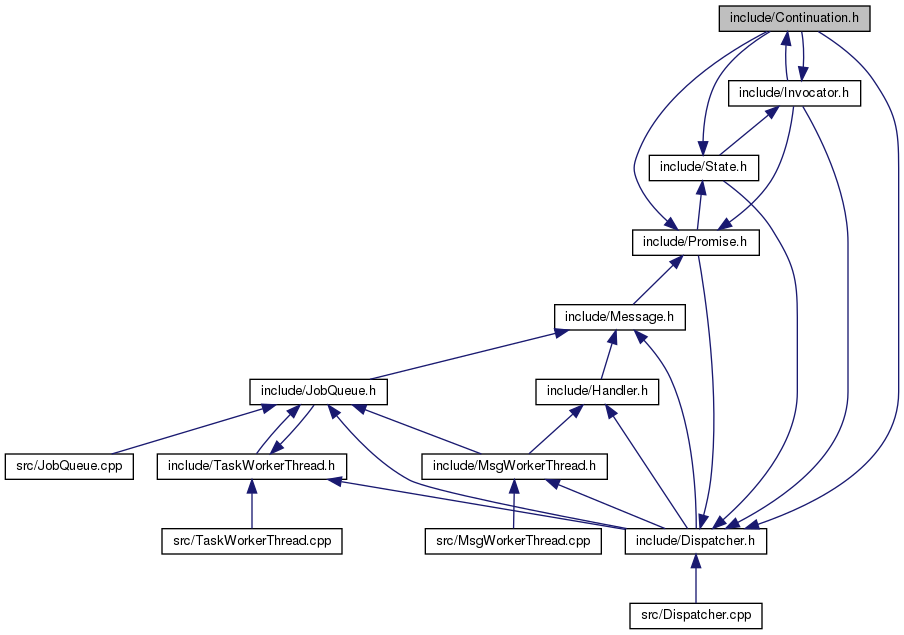 include/Continuation.h
include/Invocator.h
include/State.h
include/Promise.h
include/Message.h
include/JobQueue.h
include/Handler.h
src/JobQueue.cpp
include/TaskWorkerThread.h
include/MsgWorkerThread.h
src/TaskWorkerThread.cpp
src/MsgWorkerThread.cpp
include/Dispatcher.h
src/Dispatcher.cpp